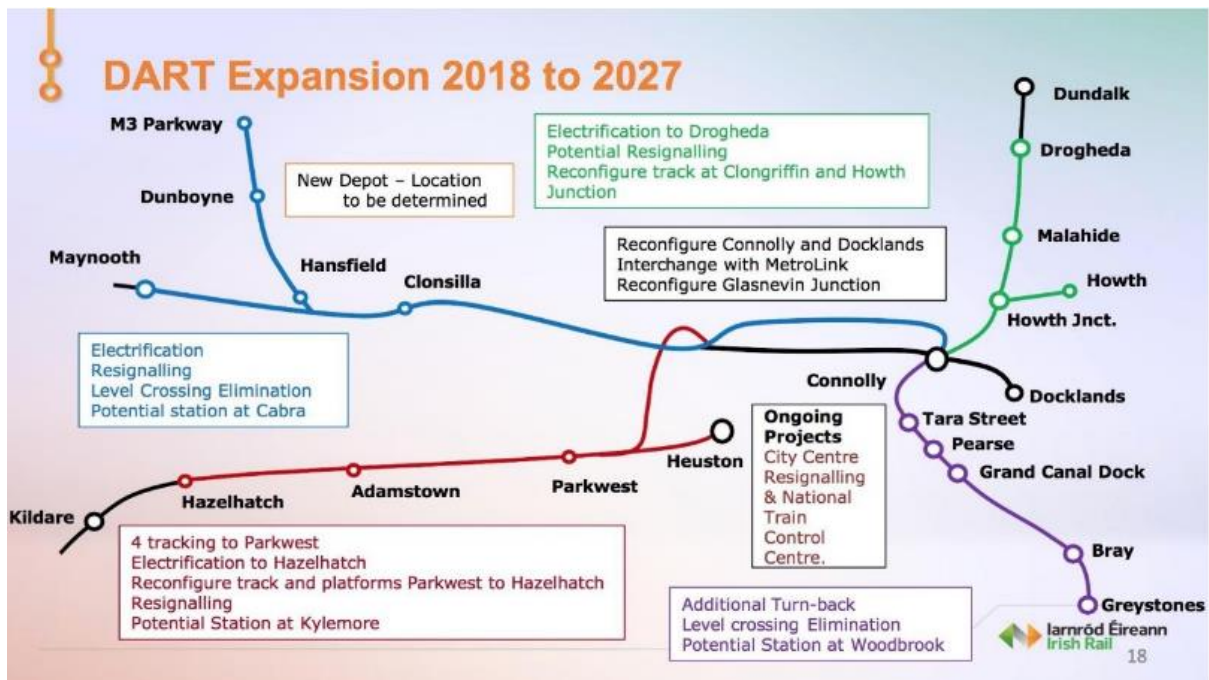 DART Expansion 2018 to 2027
M3 Parkway
Dunboyne
Maynooth
Hansfield
Clonsilla
New Depot – Location
to be determined
Electrification to Drogheda
Potential Resignalling
Reconfigure track at Clongriffin and Howth
Junction
Reconfigure Connolly and Docklands
Interchange with MetroLink
Reconfigure Glasnevin Junction
Dundalk
Drogheda
Malahide
Howth
Howth Jnct.
Connolly
Docklands
Tara Street
Pearse
Grand Canal Dock
Bray
Greystones
Electrification
Resignalling
Level Crossing Elimination
Potential station at Cabra
Heuston
Parkwest
Adamstown
Hazelhatch
Kildare
Ongoing
Projects
City Centre
Resignalling
& National
Train
Control
Centre.
4 tracking to Parkwest
Electrification to Hazelhatch
Reconfigure track and platforms Parkwest to Hazelhatch
Resignalling
Potential Station at Kylemore
Additional Turn-back
Level crossing Elimination
Potential Station at Woodbrook
Iarnród Éireann
Irish Rail
18